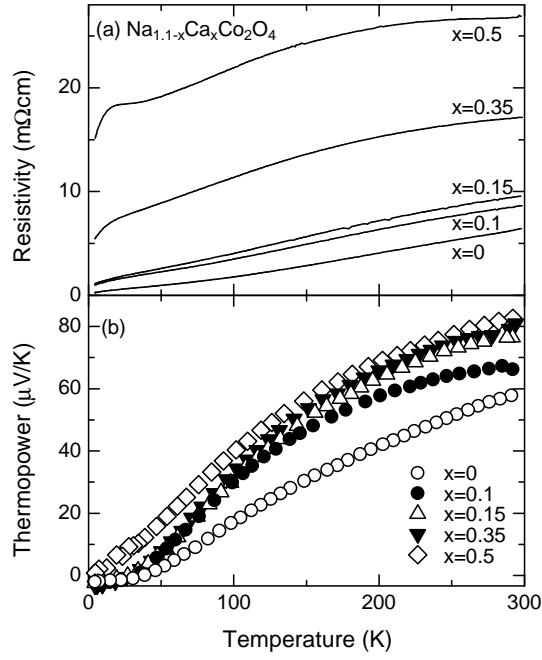 (a) Na1.1-xCaxCo2O4
x=0.5
x=0.35
x=0.15
x=0.1
x=0
20
10
0
Resistivity (mΩcm)
(b)
80
60
40
20
0
Thermopower (μV/K)
x=0
x=0.1
x=0.15
x=0.35
x=0.5
0 100 200 300
Temperature (K)